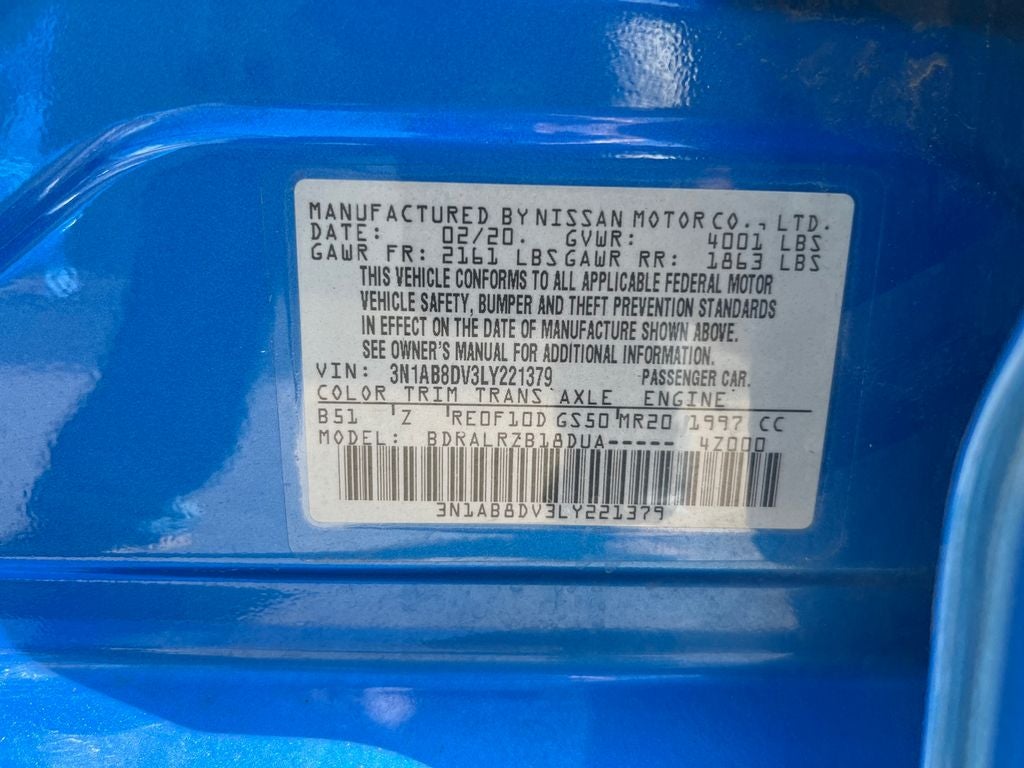 MANUFACTURED BY NISSAN MOTOR CO., LTD.
DATE: 02/20. GVWR: 4001 LBS
GAWR FR: 2161 LBS GAWR RR: 1863 LBS
THIS VEHICLE CONFORMS TO ALL APPLICABLE FEDERAL MOTOR
VEHICLE SAFETY, BUMPER AND THEFT PREVENTION STANDARDS
IN EFFECT ON THE DATE OF MANUFACTURE SHOWN ABOVE.
SEE OWNER'S MANUAL FOR ADDITIONAL INFORMATION.
VIN: 3N1AB8DV3LY221379 PASSENGER CAR.
COLOR TRIM TRANS AXLE ENGINE
B51 ' Z 'RE0F10D GS50'MR20 1997 CC
MODEL: BDRALRZB18DUA----- 4Z000
3N1AB8DV3LY221379